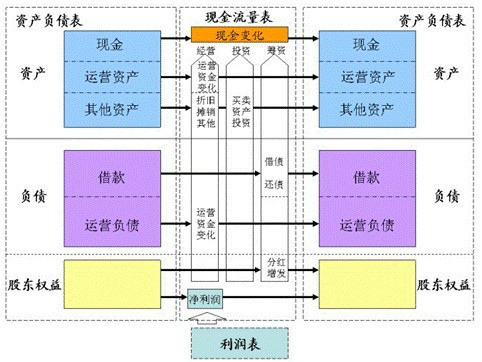 资产负债表
现金流量表
资产负债表
现金变化
现金
运营资产
其他资产
资产
经营
投资
筹资
运营
资金
变化
折旧
摊销
其他
买卖
资产
投资
现金
运营资产
其他资产
资产
负债
借款
运营负债
借债
还债
运营
资金
变化
借款
运营负债
负债
股东权益
分红
增发
净利润
股东权益
利润表